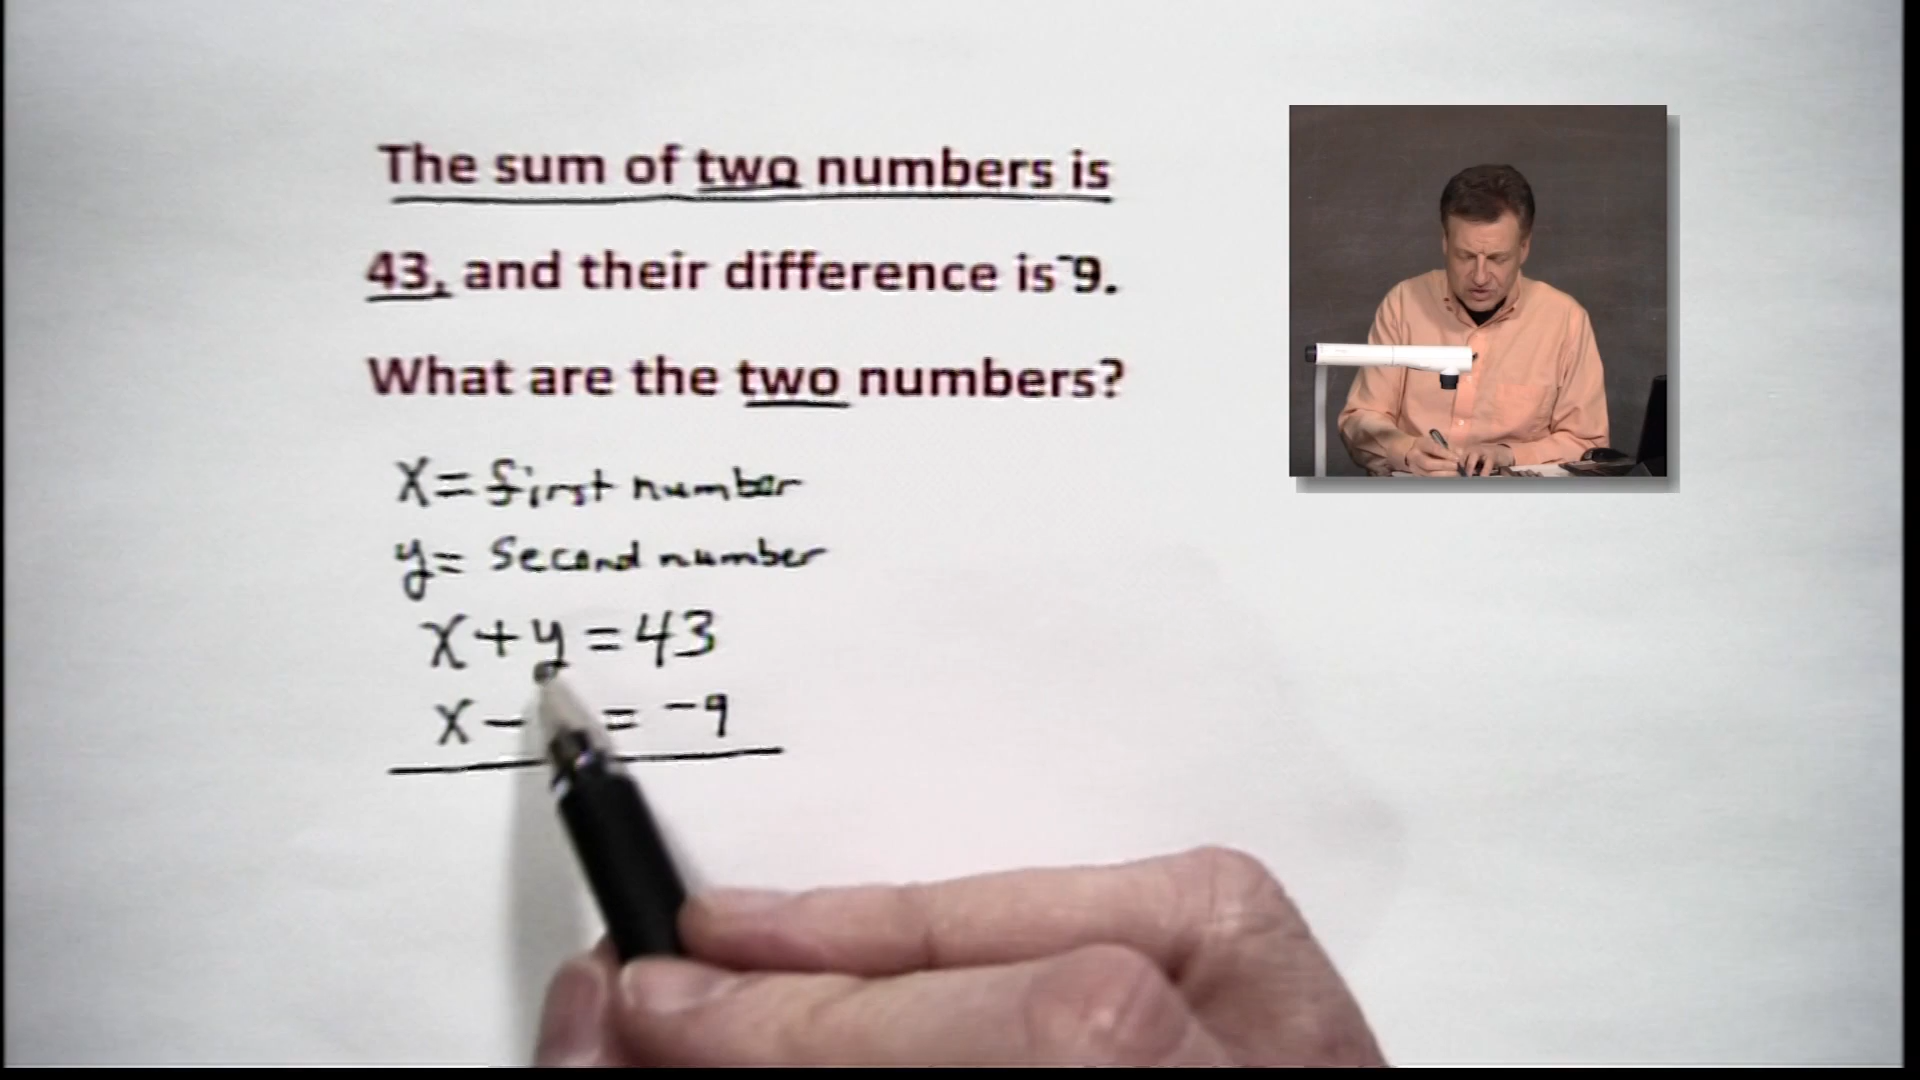 The sum of two numbers is
43, and their difference is ⁻9.
What are the two numbers?
x = first number
y = second number
x + y = 43
x - = -9